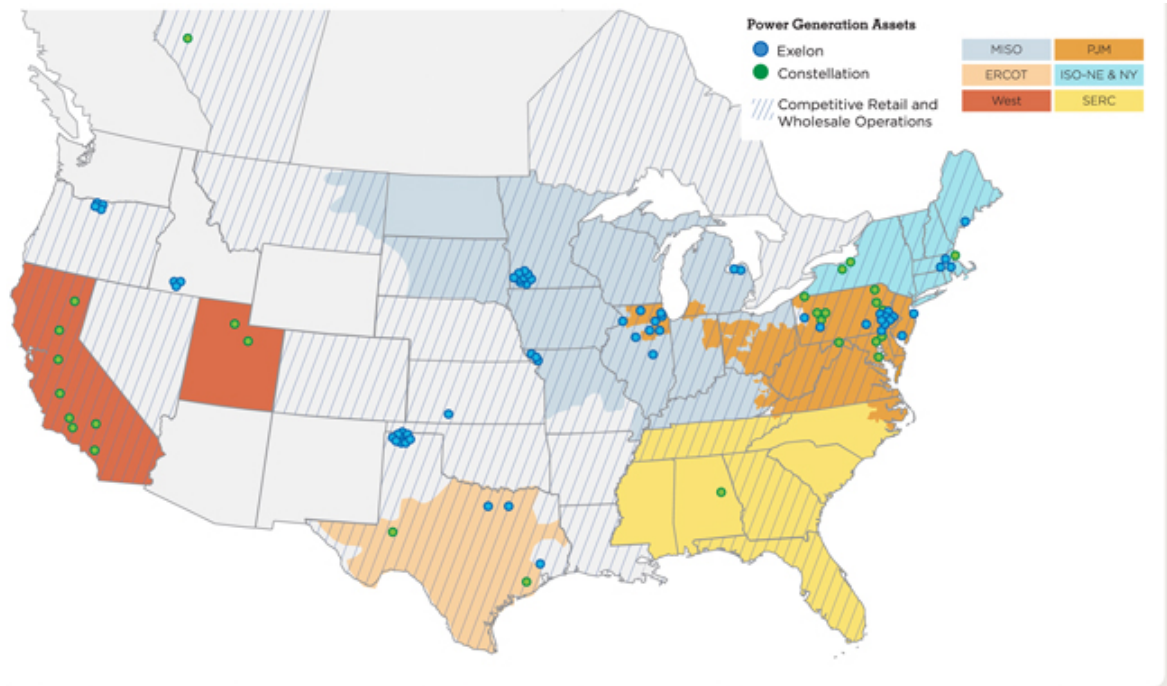 Power Generation Assets
Exelon
Constellation
Competitive Retail and
Wholesale Operations
MISO
PJM
ERCOT
ISO-NE & NY
West
SERC